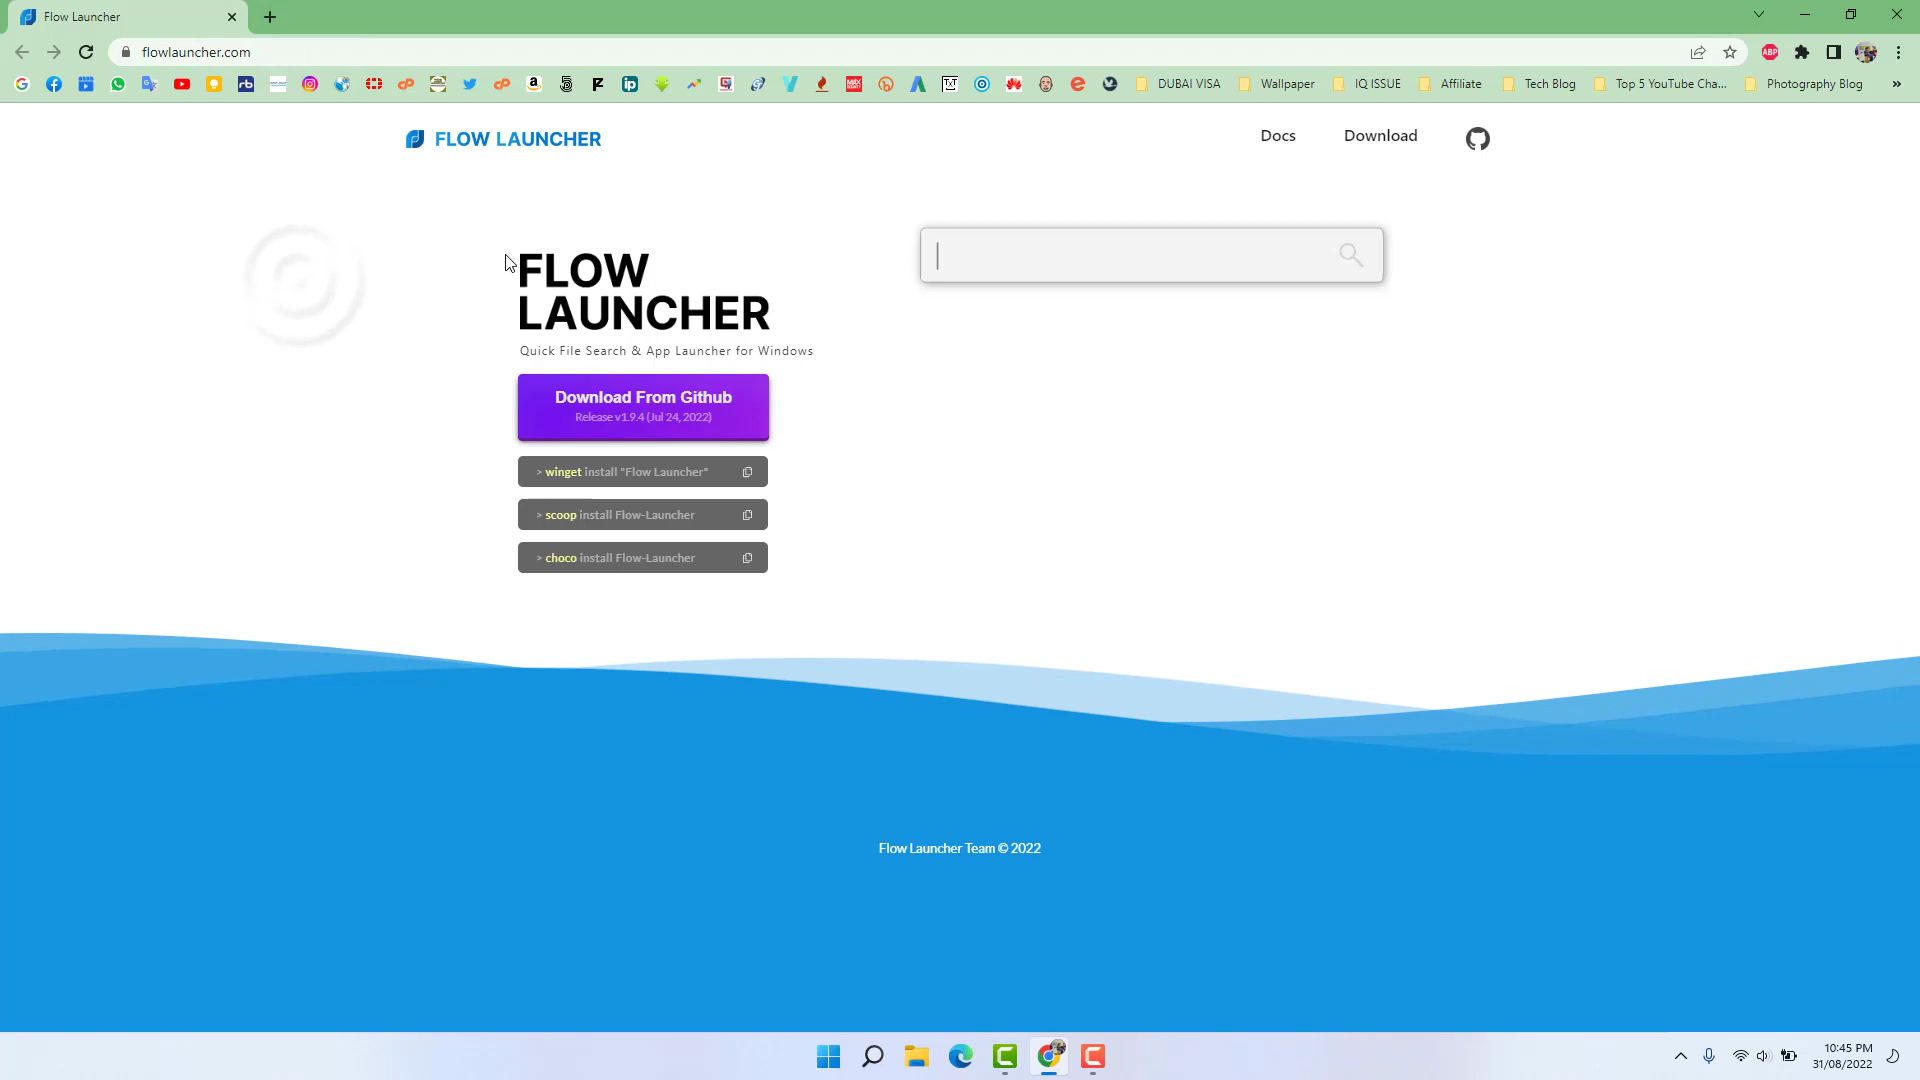 Flow Launcher
flowlauncher.com
ABP
DUBAI VISA
Wallpaper
IQ ISSUE
Affiliate
Tech Blog
Top 5 YouTube Cha...
Photography Blog
FLOW LAUNCHER
Docs
Download
FLOW
LAUNCHER
Quick File Search & App Launcher for Windows
Download From Github
Release v1.9.4 (Jul 24, 2022)
> winget install "Flow Launcher"
> scoop install Flow-Launcher
> choco install Flow-Launcher
Flow Launcher Team © 2022
10:45 PM
31/08/2022